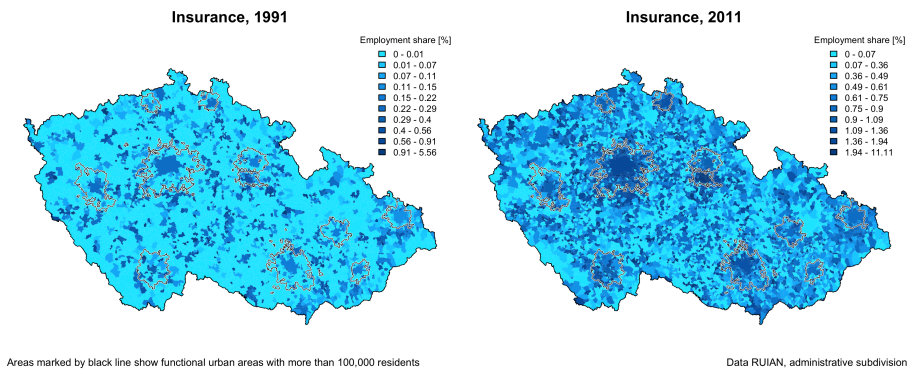 Insurance, 1991
Employment share [%]
0 - 0.01
0.01 - 0.07
0.07 - 0.11
0.11 - 0.15
0.15 - 0.22
0.22 - 0.29
0.29 - 0.4
0.4 - 0.56
0.56 - 0.91
0.91 - 5.56
Insurance, 2011
Employment share [%]
0 - 0.07
0.07 - 0.36
0.36 - 0.49
0.49 - 0.61
0.61 - 0.75
0.75 - 0.9
0.9 - 1.09
1.09 - 1.36
1.36 - 1.94
1.94 - 11.11
Areas marked by black line show functional urban areas with more than 100,000 residents
Data RUIAN, administrative subdivision